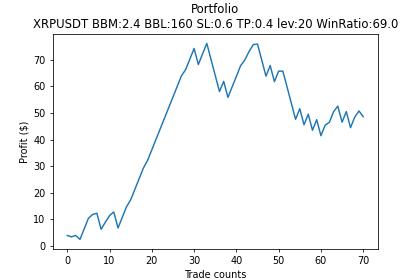 Portfolio
XRPUSDT BBM:2.4 BBL:160 SL:0.6 TP:0.4 lev:20 WinRatio:69.0
Profit ($)
70
60
50
40
30
20
10
0
0 10 20 30 40 50 60 70
Trade counts